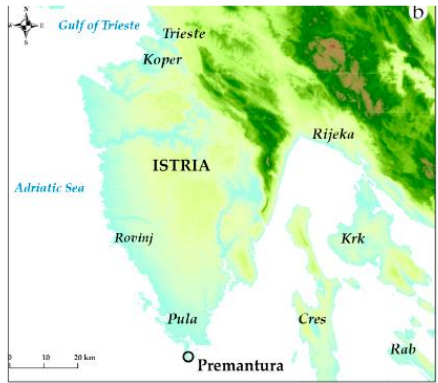 b
N
W E
S
Gulf of Trieste
Trieste
Koper
Rijeka
ISTRIA
Adriatic Sea
Rovinj
Krk
Pula
Cres
Rab
0 10 20 km
Premantura